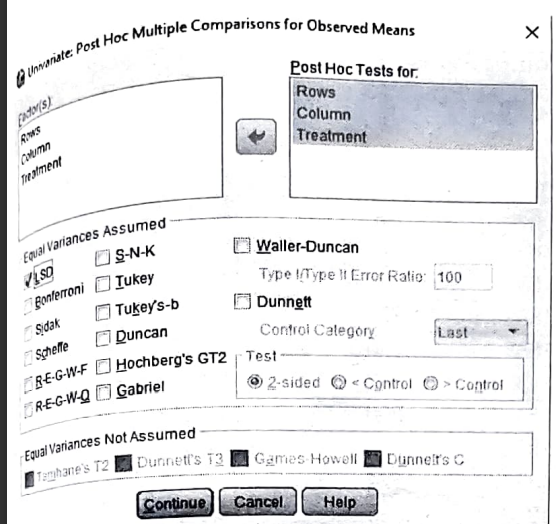 Univariate: Post Hoc Multiple Comparisons for Observed Means
Factor(s):
Rows
Column
Treatment
Post Hoc Tests for:
Rows
Column
Treatment
Equal Variances Assumed
LSD
Bonferroni
Sidak
Scheffe
R-E-G-W-F
R-E-G-W-Q
S-N-K
Tukey
Tukey's-b
Duncan
Hochberg's GT2
Gabriel
Waller-Duncan
Type I/Type II Error Ratio: 100
Dunnett
Control Category Last
Test
2-sided < Control > Control
Equal Variances Not Assumed
Tamhane's T2 Dunnett's T3 Games-Howell Dunnett's C
Continue Cancel Help